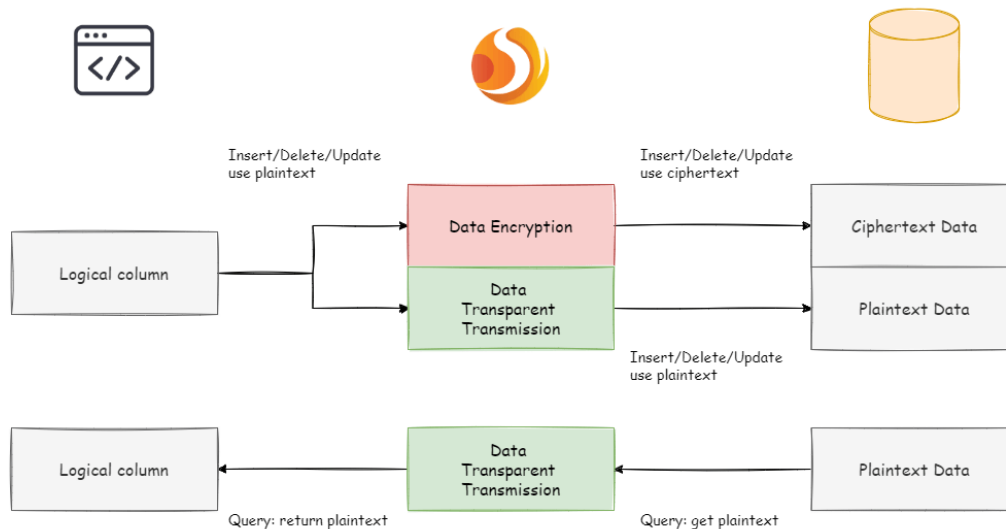 </>
Insert/Delete/Update
use plaintext
Insert/Delete/Update
use ciphertext
Logical column
Data Encryption
Ciphertext Data
Data
Transparent
Transmission
Plaintext Data
Insert/Delete/Update
use plaintext
Logical column
Data
Transparent
Transmission
Plaintext Data
Query: return plaintext
Query: get plaintext